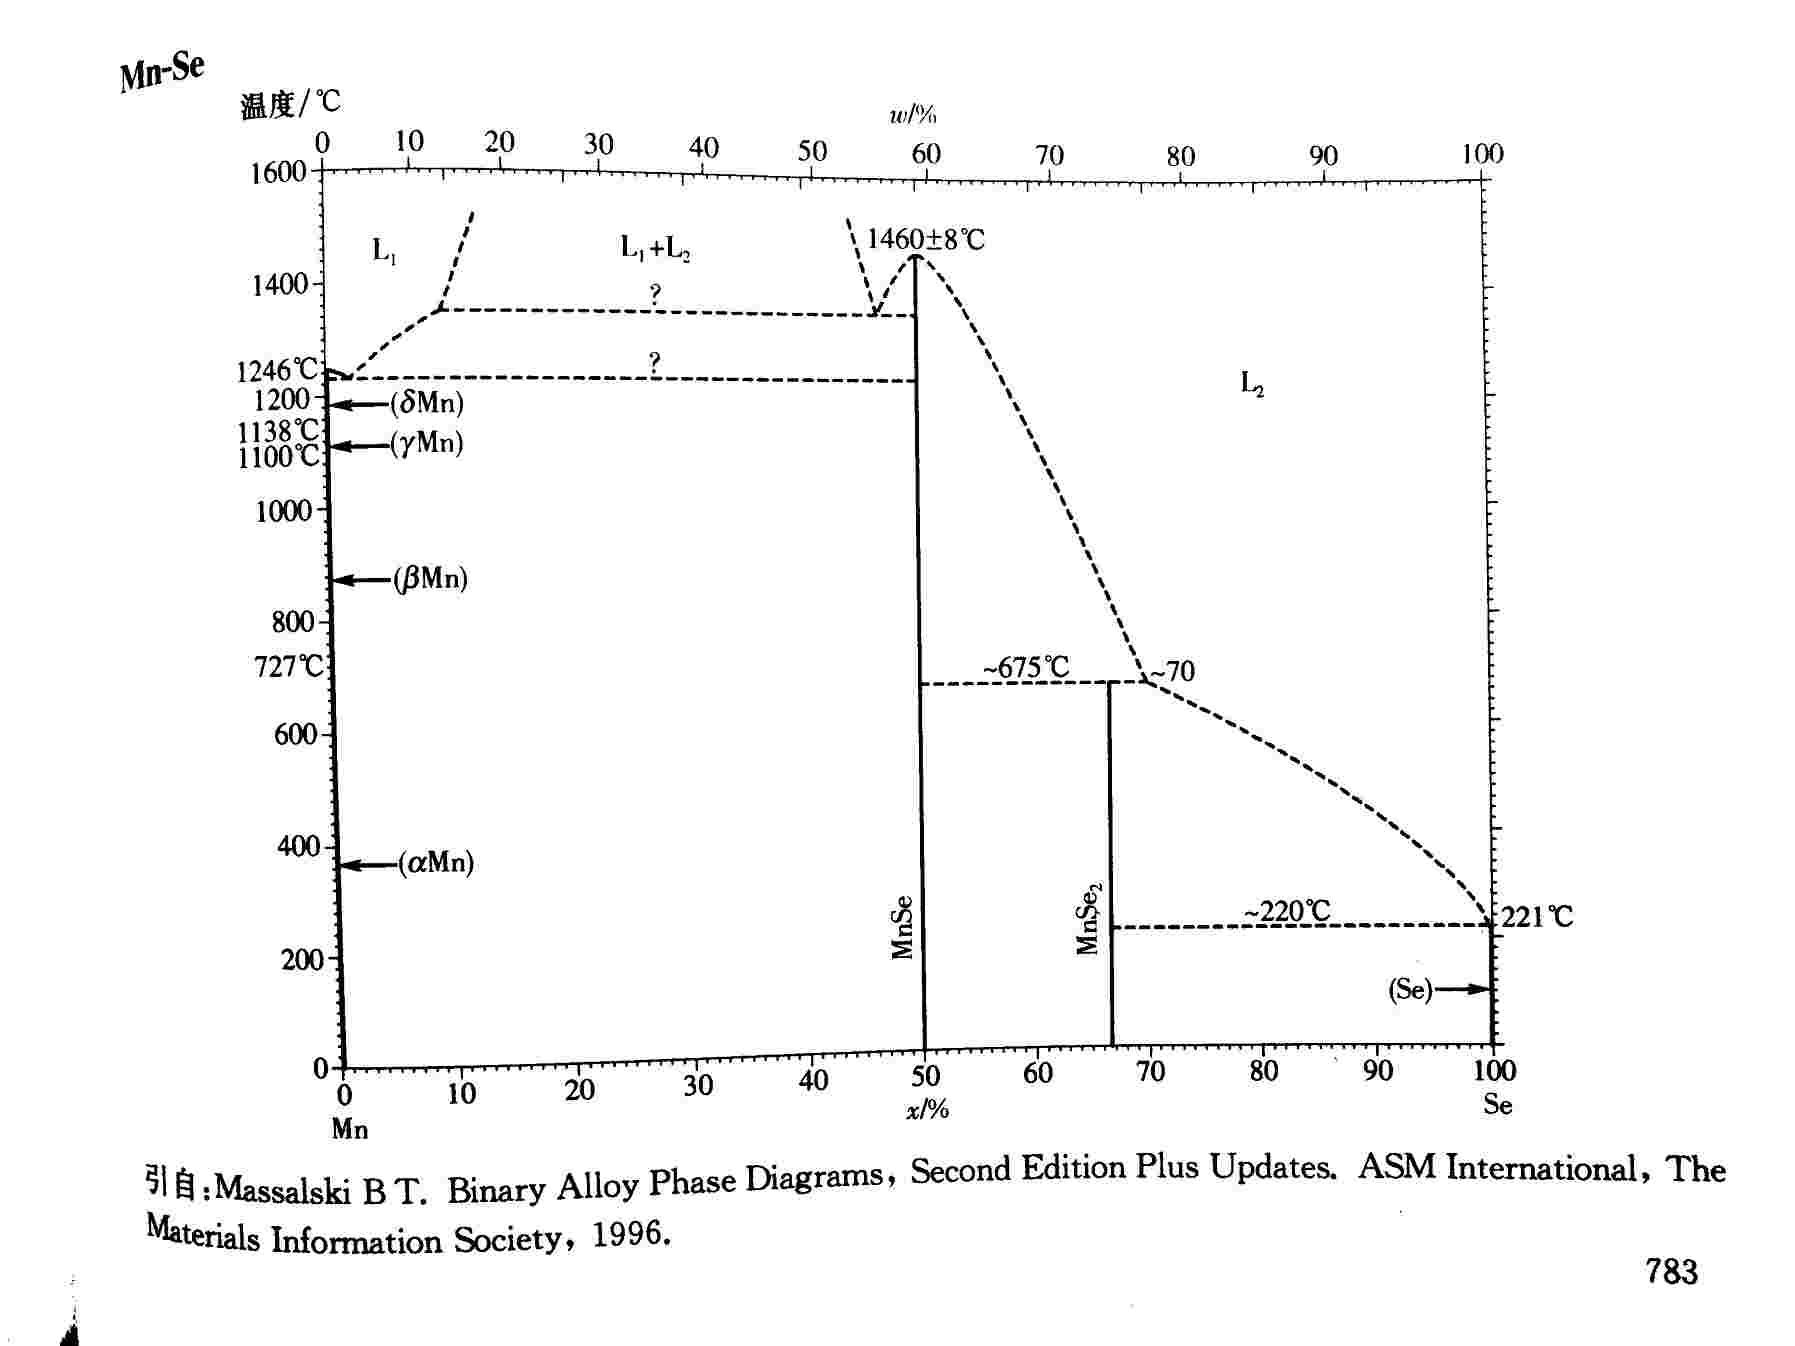 Mn-Se
温度/℃
w/%
0 10 20 30 40 50 60 70 80 90 100
1600
L₁
L₁+L₂
1460±8℃
1400
?
?
1246℃
1200
(δMn)
L₂
1138℃
(γMn)
1100℃
1000
(βMn)
800
727℃
~675℃
~70
600
400
(αMn)
MnSe
MnSe₂
~220℃
221℃
200
(Se)
0
0 10 20 30 40 50 60 70 80 90 100
Mn
x/%
Se
引自:Massalski B T. Binary Alloy Phase Diagrams, Second Edition Plus Updates. ASM International, The
Materials Information Society, 1996.
783